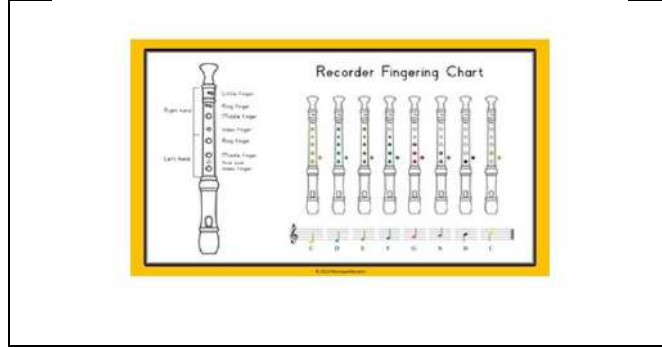 Recorder Fingering Chart
Little finger
Ring finger
Right hand
Middle finger
Index finger
Ring finger
Left hand
Middle finger
Index finger
C D E F G A B C